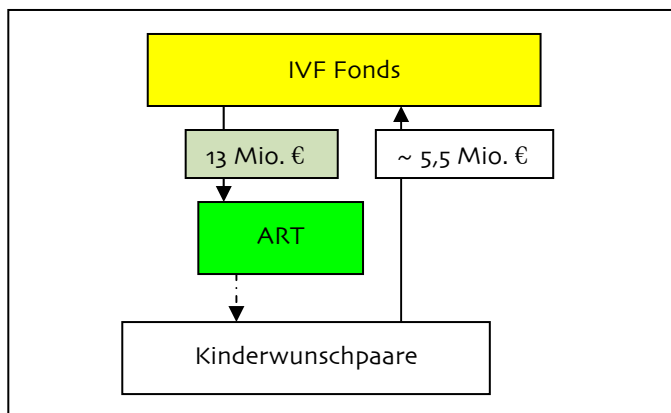 IVF Fonds
13 Mio. €
~ 5,5 Mio. €
ART
Kinderwunschpaare